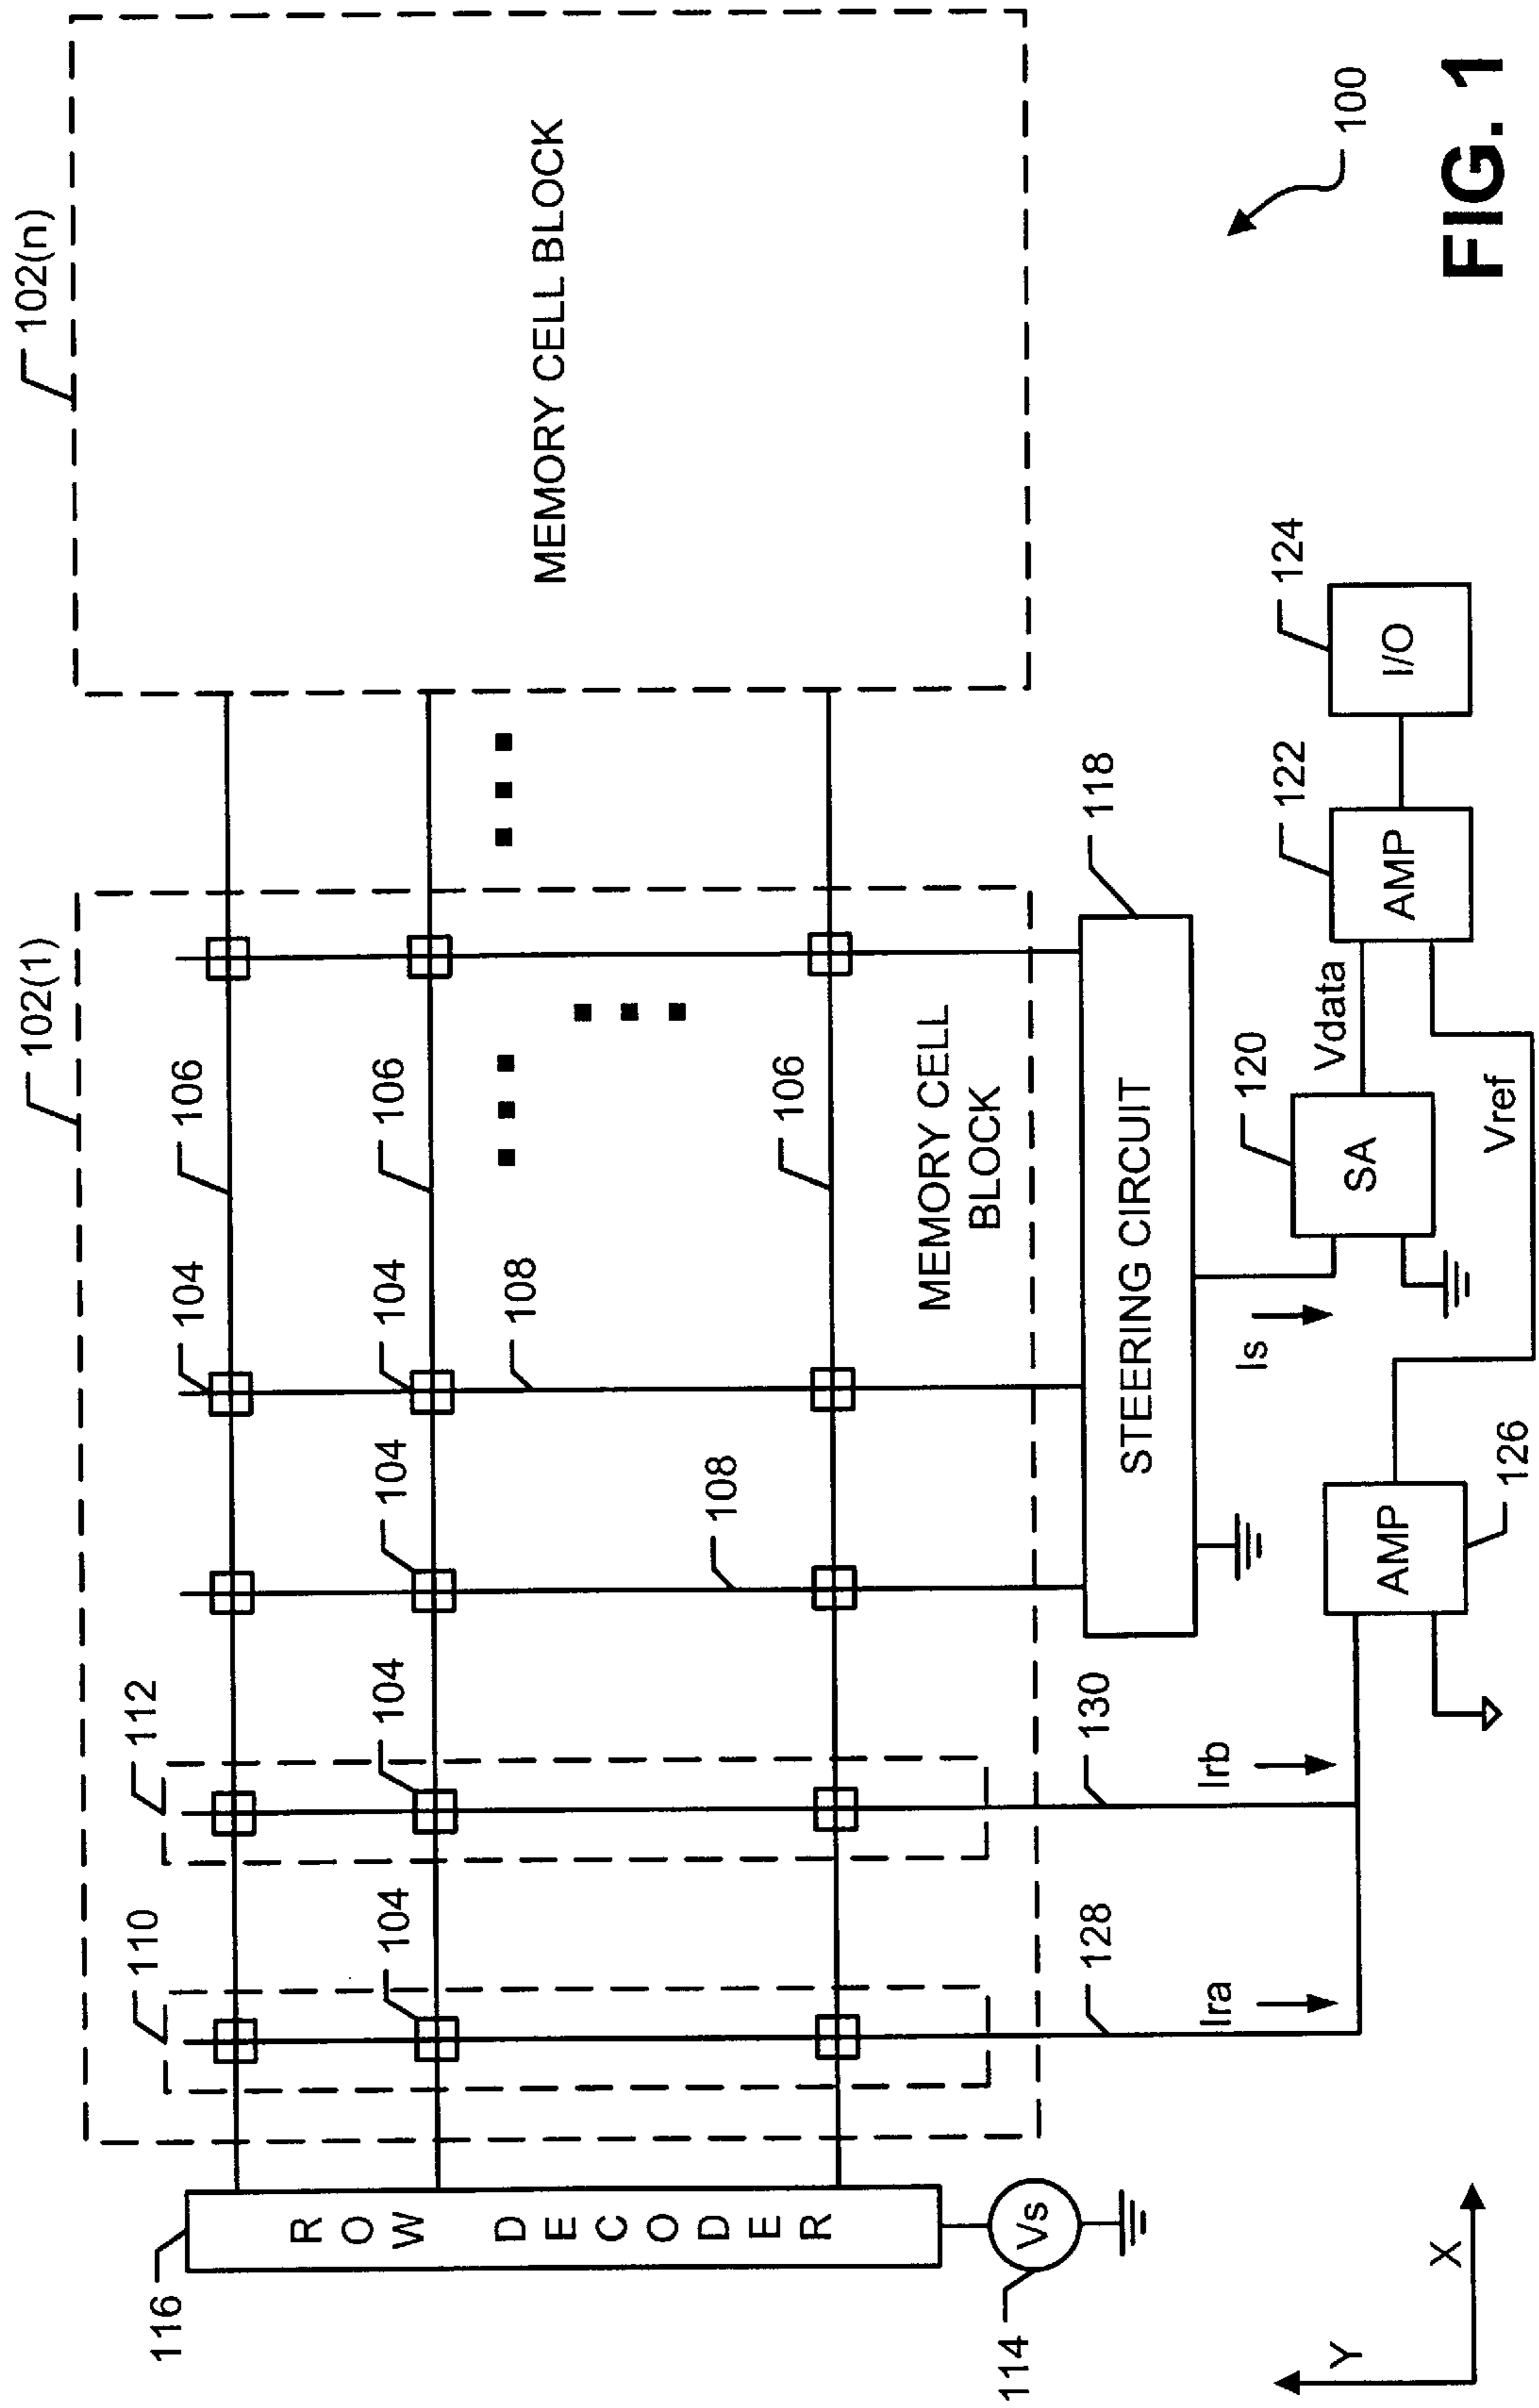 102(1)
102(n)
110
112
104
106
116
104
104
104
104
106
ROW DECODER
108
108
106
MEMORY CELL BLOCK
MEMORY CELL
BLOCK
114
Vs
128
130
118
STEERING CIRCUIT
Ira
Irb
Is
120
122
124
SA
Vdata
AMP
I/O
AMP
126
Vref
Y
X
100
FIG. 1